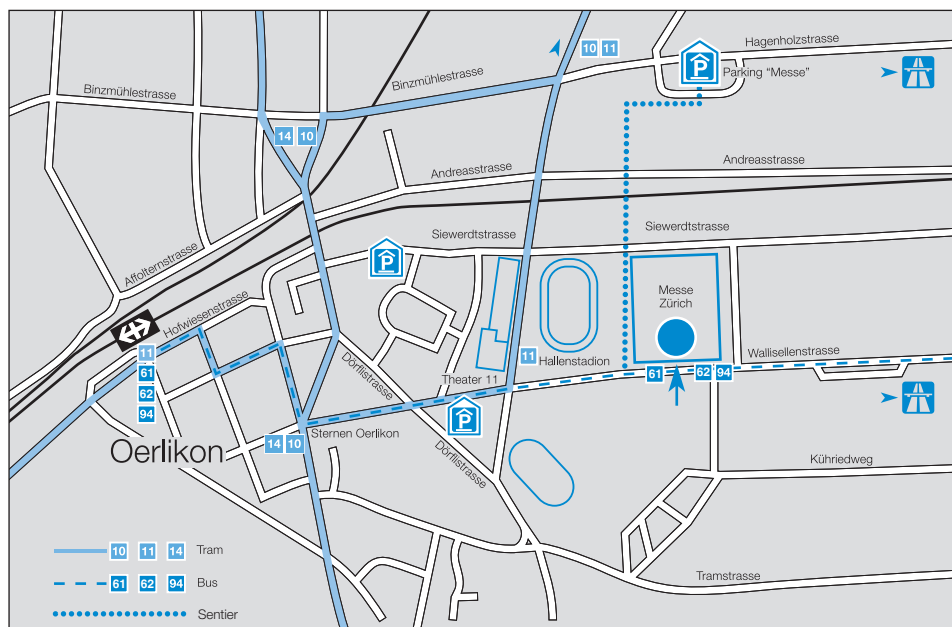 10 11
Hagenholzstrasse
P
Parking "Messe"
Binzmühlestrasse
Binzmühlestrasse
14 10
Andreasstrasse
Andreasstrasse
Siewerdtstrasse
Siewerdtstrasse
P
Affolternstrasse
Hofwiesenstrasse
Messe
Zürich
11
61
62
94
11
Hallenstadion
Wallisellenstrasse
61
62 94
Theater 11
Dörflistrasse
P
Sternen Oerlikon
14 10
Oerlikon
Dörflistrasse
Kühriedweg
10 11 14 Tram
61 62 94 Bus
Sentier
Tramstrasse